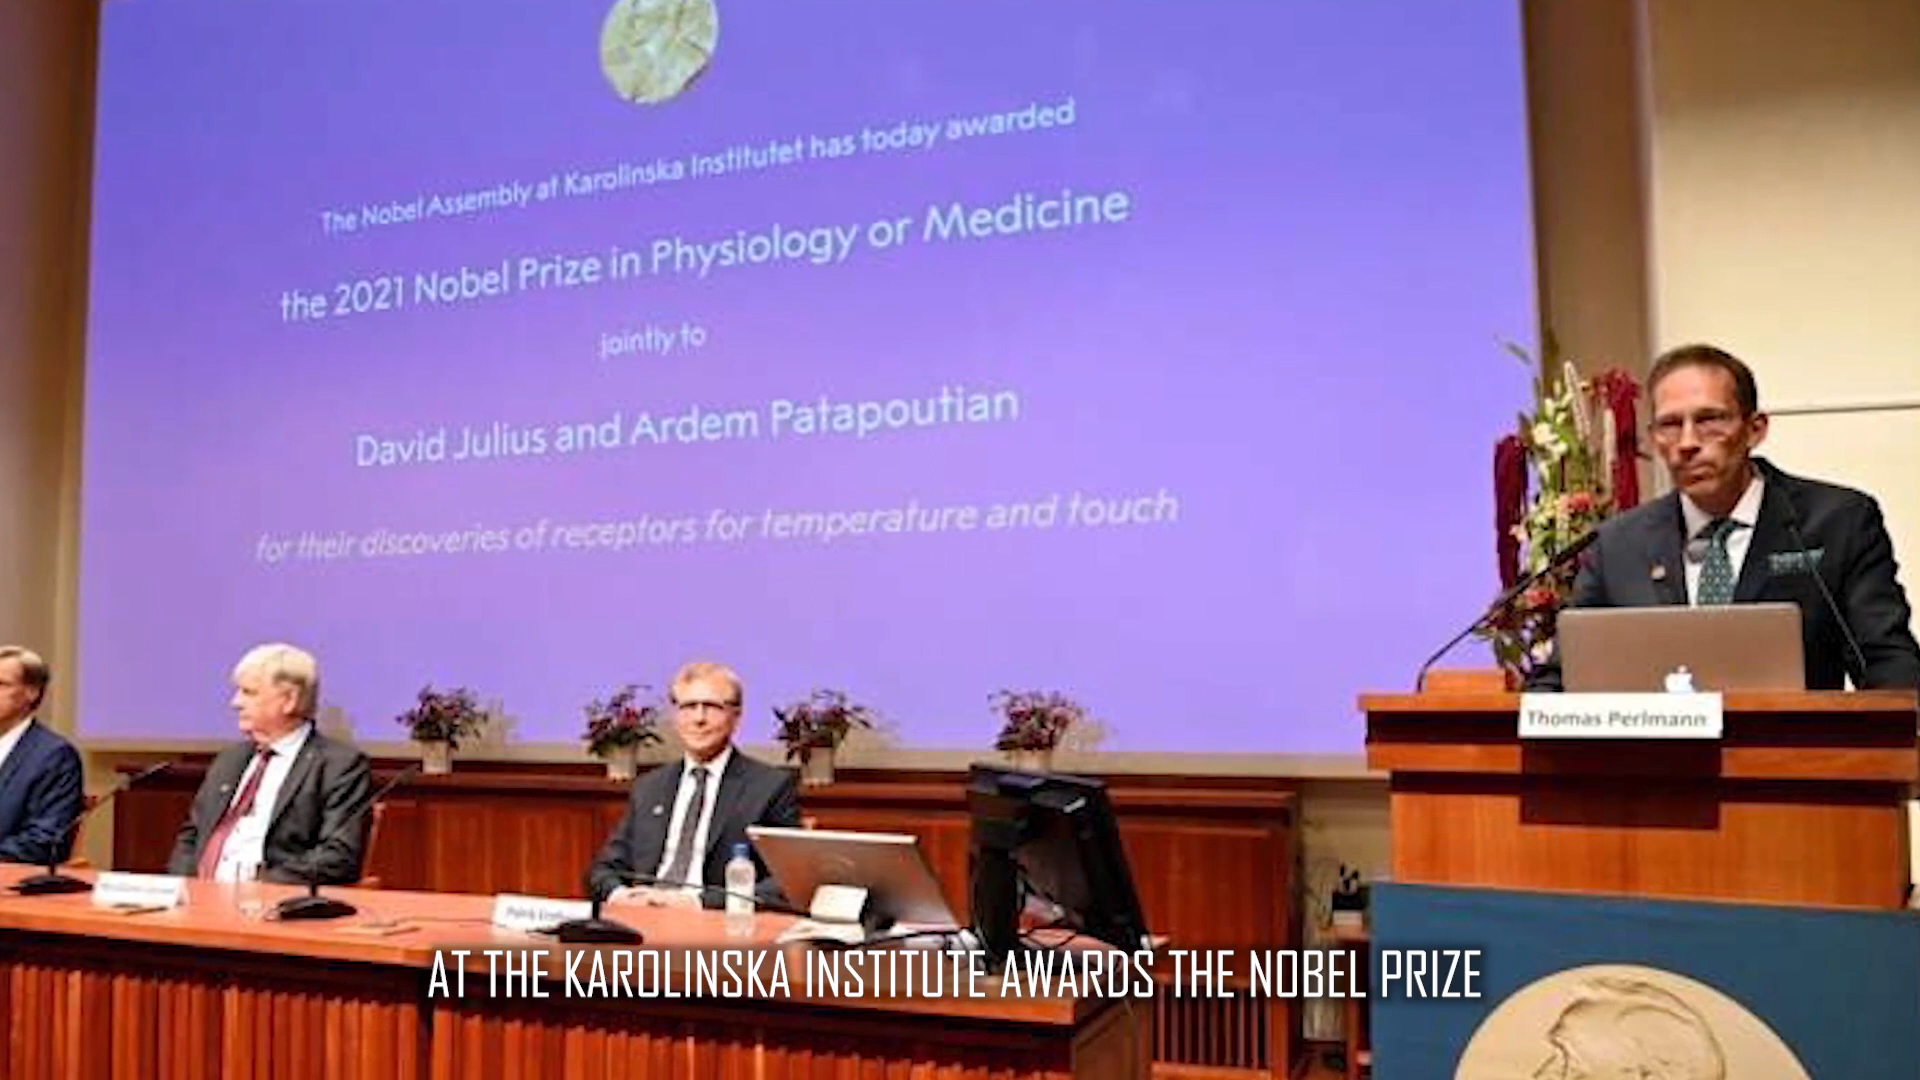 The Nobel Assembly at Karolinska Institutet has today awarded
the 2021 Nobel Prize in Physiology or Medicine
jointly to
David Julius and Ardem Patapoutian
for their discoveries of receptors for temperature and touch
Thomas Perlmann
AT THE KAROLINSKA INSTITUTE AWARDS THE NOBEL PRIZE